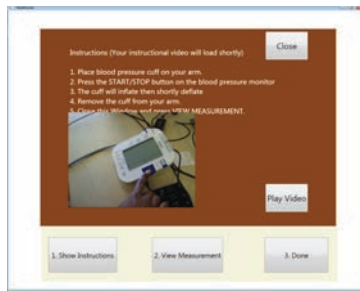 Instructions (Your instructional video will load shortly)
Close
1. Place blood pressure cuff on your arm.
2. Press the START/STOP button on the blood pressure monitor
3. The cuff will inflate then shortly deflate
4. Remove the cuff from your arm.
5. Close this Window and press VIEW MEASUREMENT.
Play Video
1. Show Instructions
2. View Measurement
3. Done